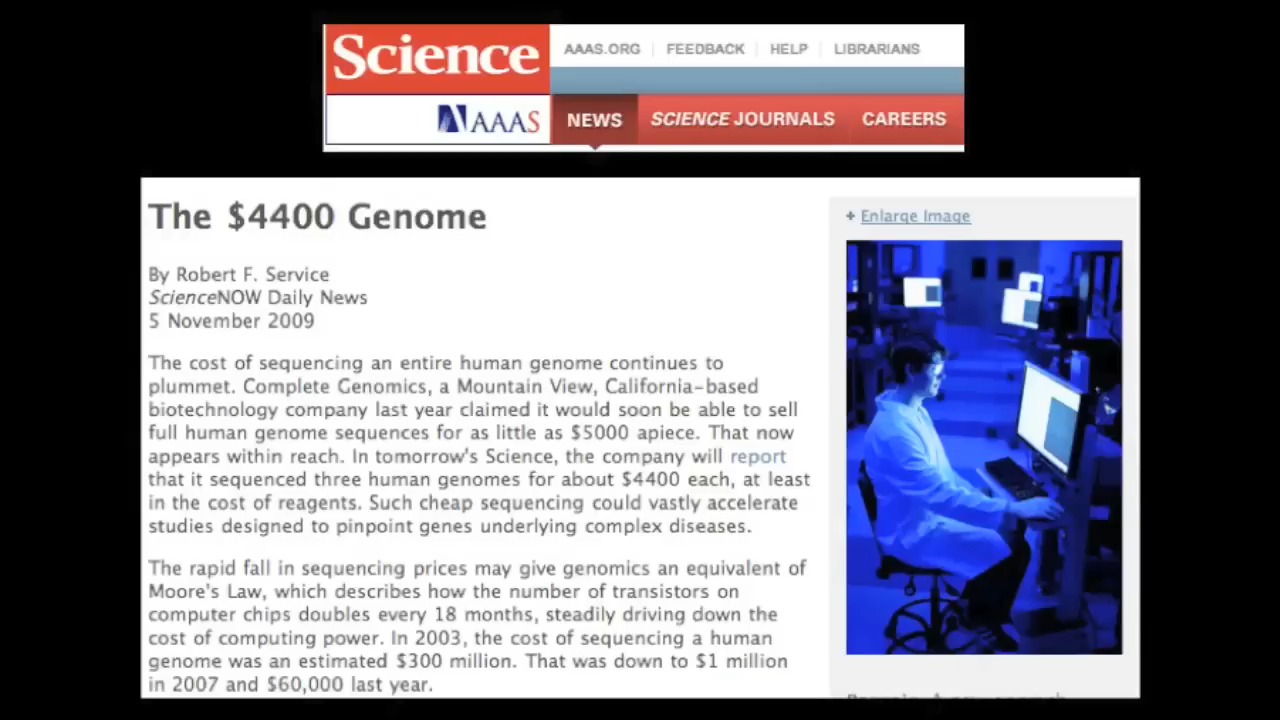 Science
AAAS.ORG FEEDBACK HELP LIBRARIANS
AAAS
NEWS SCIENCE JOURNALS CAREERS
The $4400 Genome
By Robert F. Service
ScienceNOW Daily News
5 November 2009
The cost of sequencing an entire human genome continues to
plummet. Complete Genomics, a Mountain View, California-based
biotechnology company last year claimed it would soon be able to sell
full human genome sequences for as little as $5000 apiece. That now
appears within reach. In tomorrow's Science, the company will report
that it sequenced three human genomes for about $4400 each, at least
in the cost of reagents. Such cheap sequencing could vastly accelerate
studies designed to pinpoint genes underlying complex diseases.
The rapid fall in sequencing prices may give genomics an equivalent of
Moore's Law, which describes how the number of transistors on
computer chips doubles every 18 months, steadily driving down the
cost of computing power. In 2003, the cost of sequencing a human
genome was an estimated $300 million. That was down to $1 million
in 2007 and $60,000 last year.
+ Enlarge Image